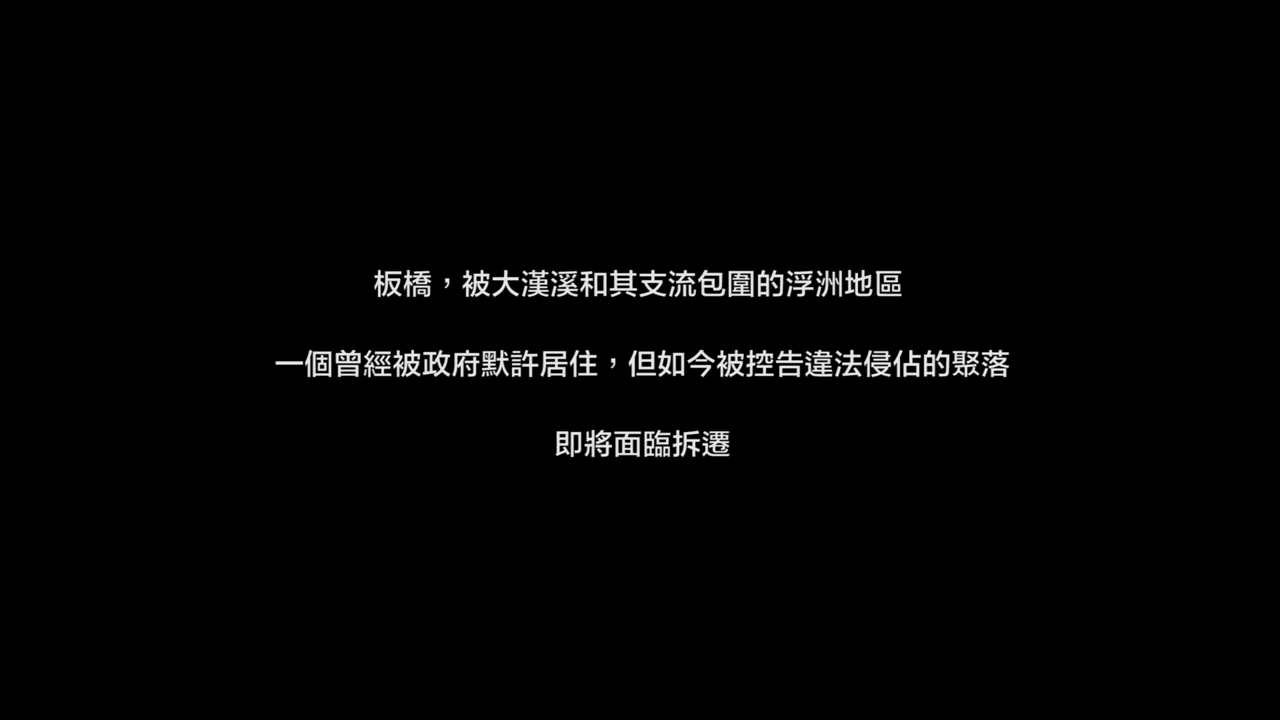 板橋，被大漢溪和其支流包圍的浮洲地區
一個曾經被政府默許居住，但如今被控告違法侵佔的聚落
即將面臨拆遷